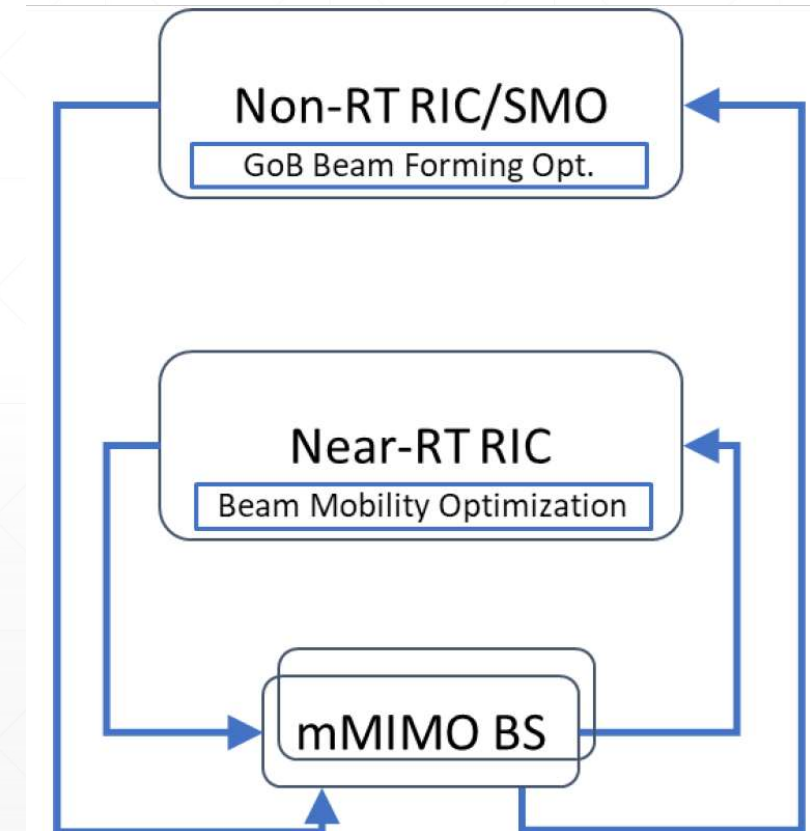 Non-RT RIC/SMO
GoB Beam Forming Opt.
Near-RT RIC
Beam Mobility Optimization
mMIMO BS